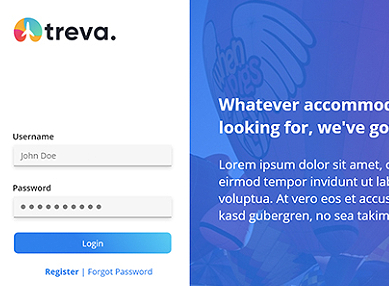 treva.
Username
John Doe
Password
Login
Register | Forgot Password
Whatever accommod
looking for, we've go
Lorem ipsum dolor sit amet, c
eirmod tempor invidunt ut lab
voluptua. At vero eos et accus
kasd gubergren, no sea takim